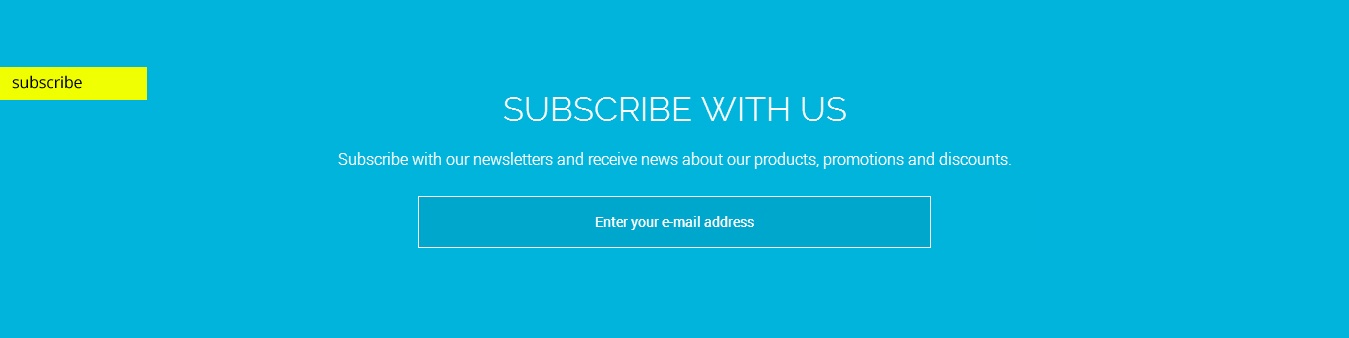 subscribe
SUBSCRIBE WITH US
Subscribe with our newsletters and receive news about our products, promotions and discounts.
Enter your e-mail address